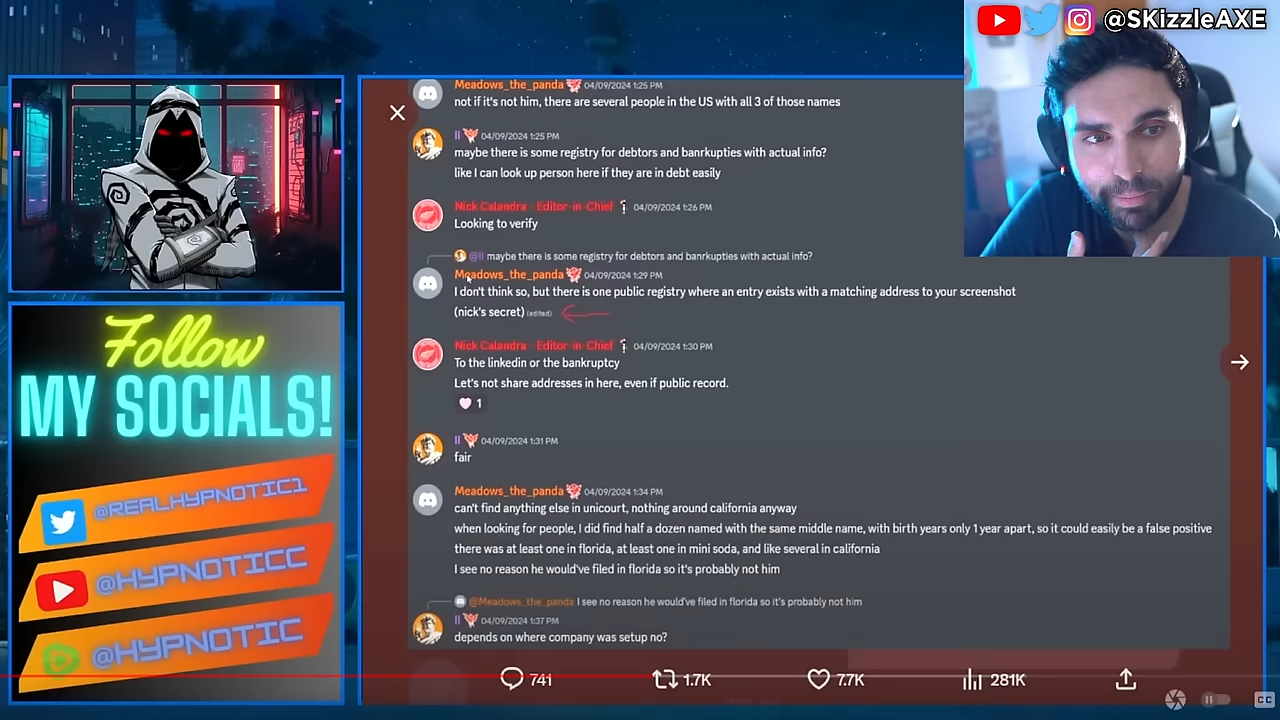 @SKizzleAXE
Meadows_the_panda 04/09/2024 1:25 PM
not if it's not him, there are several people in the US with all 3 of those names
II 04/09/2024 1:25 PM
maybe there is some registry for debtors and banrkupties with actual info?
like I can look up person here if they are in debt easily
Nick Calandra Editor-in-Chief 04/09/2024 1:26 PM
Looking to verify
@II maybe there is some registry for debtors and banrkupties with actual info?
Meadows_the_panda 04/09/2024 1:29 PM
I don't think so, but there is one public registry where an entry exists with a matching address to your screenshot
(nick's secret) (edited)
Nick Calandra Editor-in-Chief 04/09/2024 1:30 PM
To the linkedin or the bankruptcy
Let's not share addresses in here, even if public record.
1
II 04/09/2024 1:31 PM
fair
Meadows_the_panda 04/09/2024 1:34 PM
can't find anything else in unicourt, nothing around california anyway
when looking for people, I did find half a dozen named with the same middle name, with birth years only 1 year apart, so it could easily be a false positive
there was at least one in florida, at least one in mini soda, and like several in california
I see no reason he would've filed in florida so it's probably not him
@Meadows_the_panda I see no reason he would've filed in florida so it's probably not him
II 04/09/2024 1:37 PM
depends on where company was setup no?
741 1.7K 7.7K 281K
CC
Follow
MY SOCIALS!
@REALHYPNOTIC1
@HYPNOTICC
@HYPNOTIC